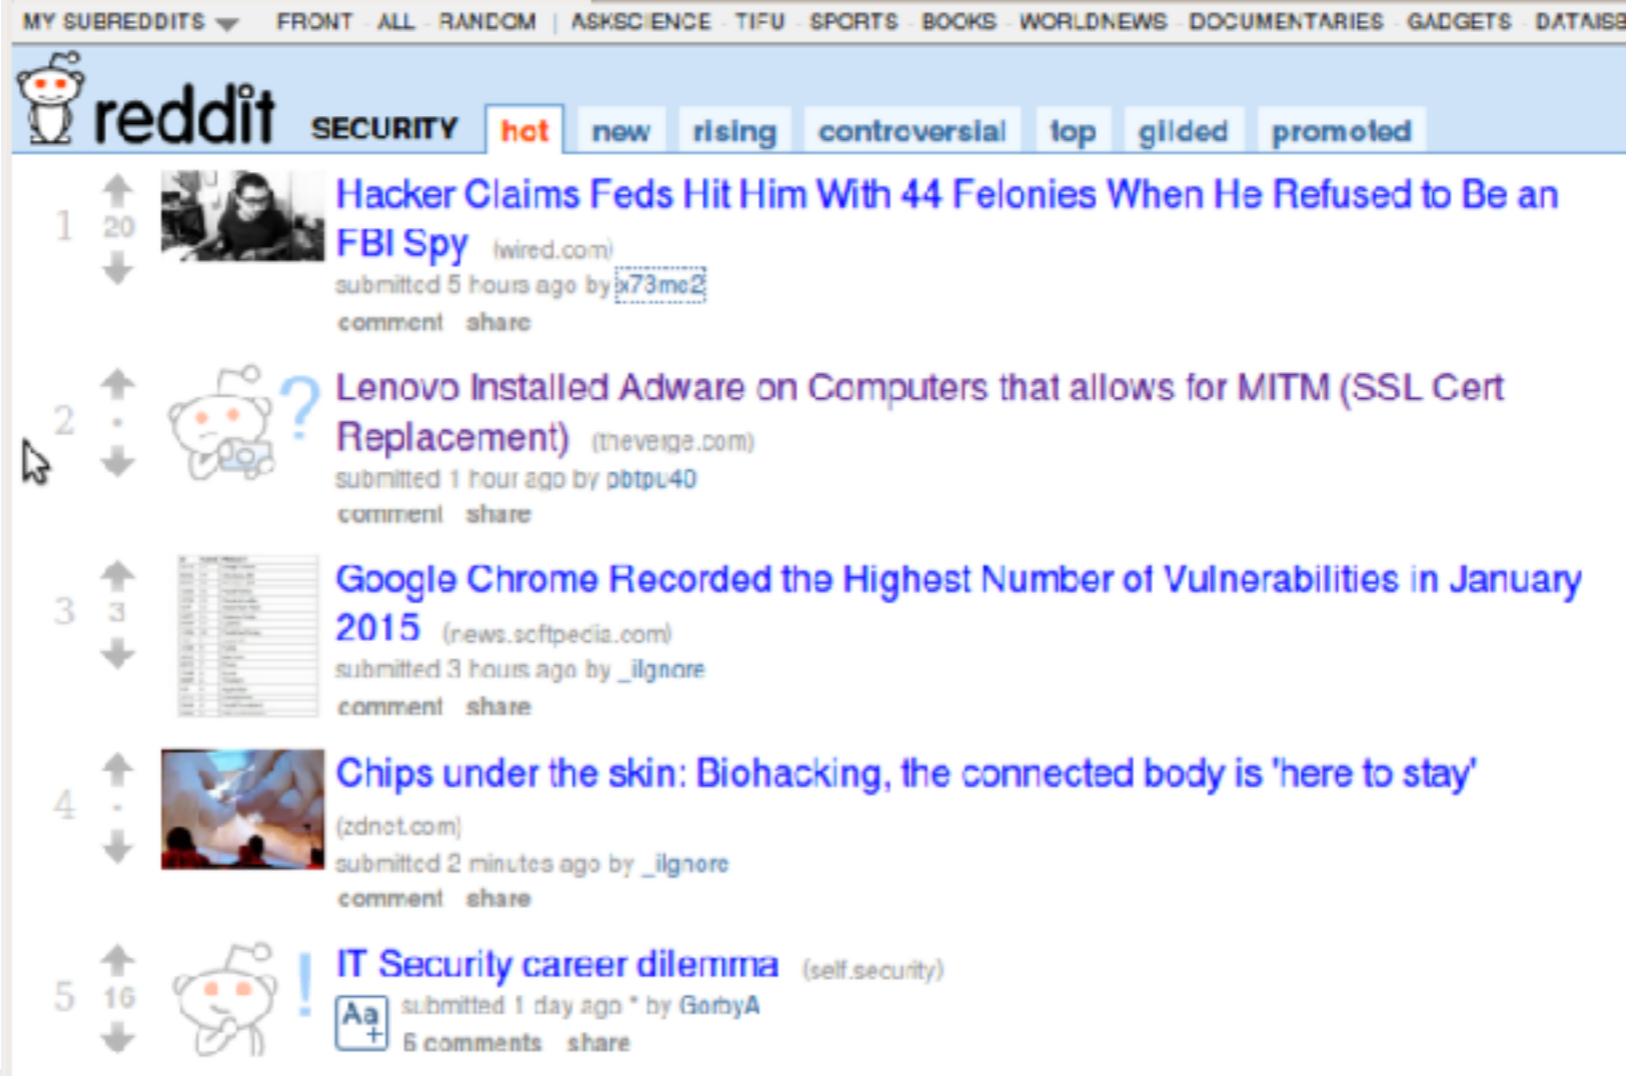 MY SUBREDDITS FRONT - ALL - RANDOM | ASKSCIENCE - TIFU - SPORTS - BOOKS - WORLDNEWS - DOCUMENTARIES - GADGETS - DATAISB
reddit SECURITY hot new rising controversial top gilded promoted
1
20
Hacker Claims Feds Hit Him With 44 Felonies When He Refused to Be an
FBI Spy (wired.com)
submitted 5 hours ago by x73me2
comment share
2
•
?
Lenovo Installed Adware on Computers that allows for MITM (SSL Cert
Replacement) (theverge.com)
submitted 1 hour ago by pbtpu40
comment share
3
3
Google Chrome Recorded the Highest Number of Vulnerabilities in January
2015 (news.softpedia.com)
submitted 3 hours ago by _iIgnore
comment share
4
•
Chips under the skin: Biohacking, the connected body is 'here to stay'
(zdnet.com)
submitted 2 minutes ago by _iIgnore
comment share
5
16
!
IT Security career dilemma (self.security)
Aa+ submitted 1 day ago * by GorbyA
6 comments share